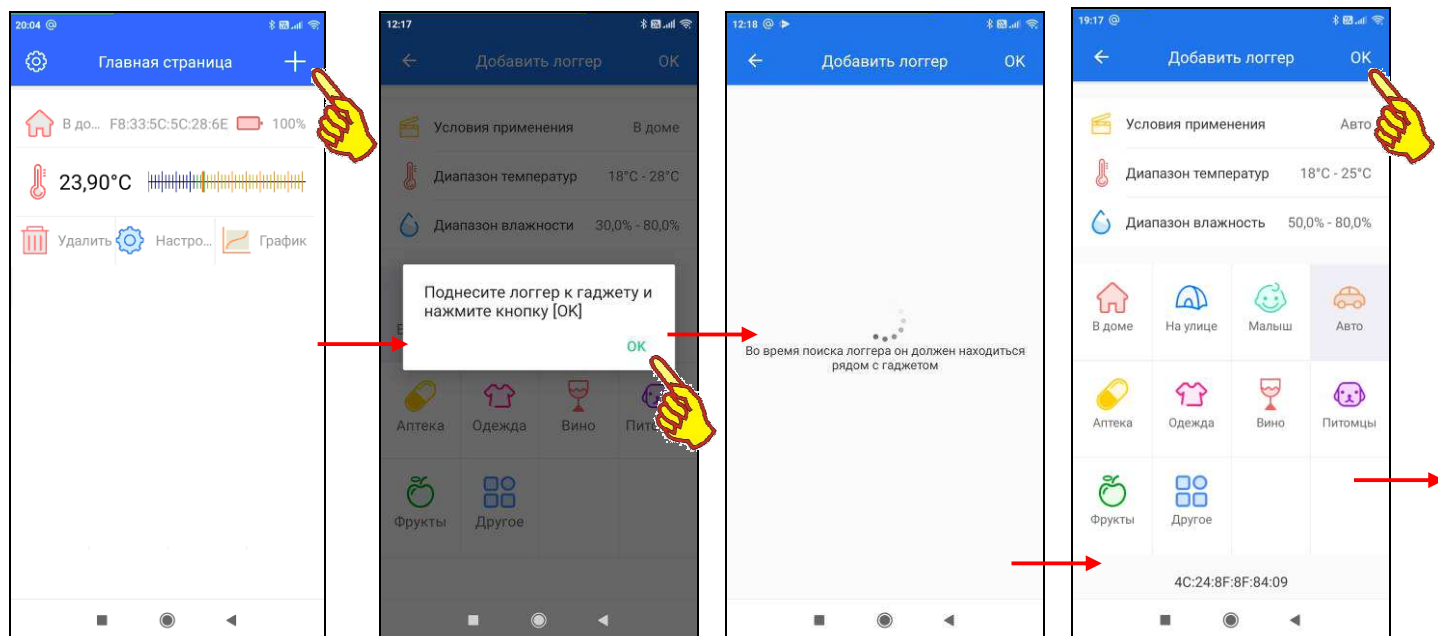 20:04 @
Главная страница
В до... F8:33:5C:5C:28:6E 100%
23,90°C
Удалить Настро... График
12:17
Добавить логгер OK
Условия применения В доме
Диапазон температур 18°C - 28°C
Диапазон влажности 30,0% - 80,0%
Поднесите логгер к гаджету и
нажмите кнопку [OK]
OK
Аптека Одежда Вино
Фрукты Другое
12:18 @
Добавить логгер OK
Во время поиска логгера он должен находиться
рядом с гаджетом
19:17 @
Добавить логгер OK
Условия применения Авто
Диапазон температур 18°C - 25°C
Диапазон влажность 50,0% - 80,0%
В доме На улице Малыш Авто
Аптека Одежда Вино Питомцы
Фрукты Другое
4C:24:8F:8F:84:09